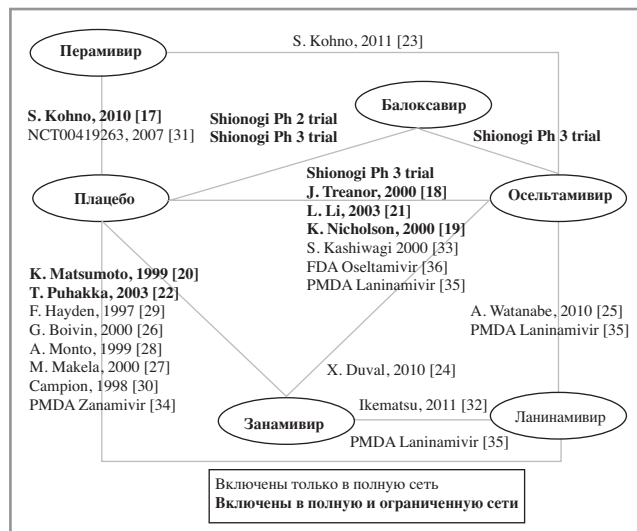 S. Kohno, 2011 [23]
Перамивир
Балоксавир
S. Kohno, 2010 [17]
NCT00419263, 2007 [31]
Shionogi Ph 2 trial
Shionogi Ph 3 trial
Shionogi Ph 3 trial
Плацебо
Осельтамивир
Shionogi Ph 3 trial
J. Treanor, 2000 [18]
L. Li, 2003 [21]
K. Nicholson, 2000 [19]
S. Kashiwagi 2000 [33]
FDA Oseltamivir [36]
PMDA Laninamivir [35]
K. Matsumoto, 1999 [20]
T. Puhakka, 2003 [22]
F. Hayden, 1997 [29]
G. Boivin, 2000 [26]
A. Monto, 1999 [28]
M. Makela, 2000 [27]
Campion, 1998 [30]
PMDA Zanamivir [34]
A. Watanabe, 2010 [25]
PMDA Laninamivir [35]
X. Duval, 2010 [24]
Занамивир
Ikematsu, 2011 [32]
PMDA Laninamivir [35]
Ланинамивир
Включены только в полную сеть
Включены в полную и ограниченную сети